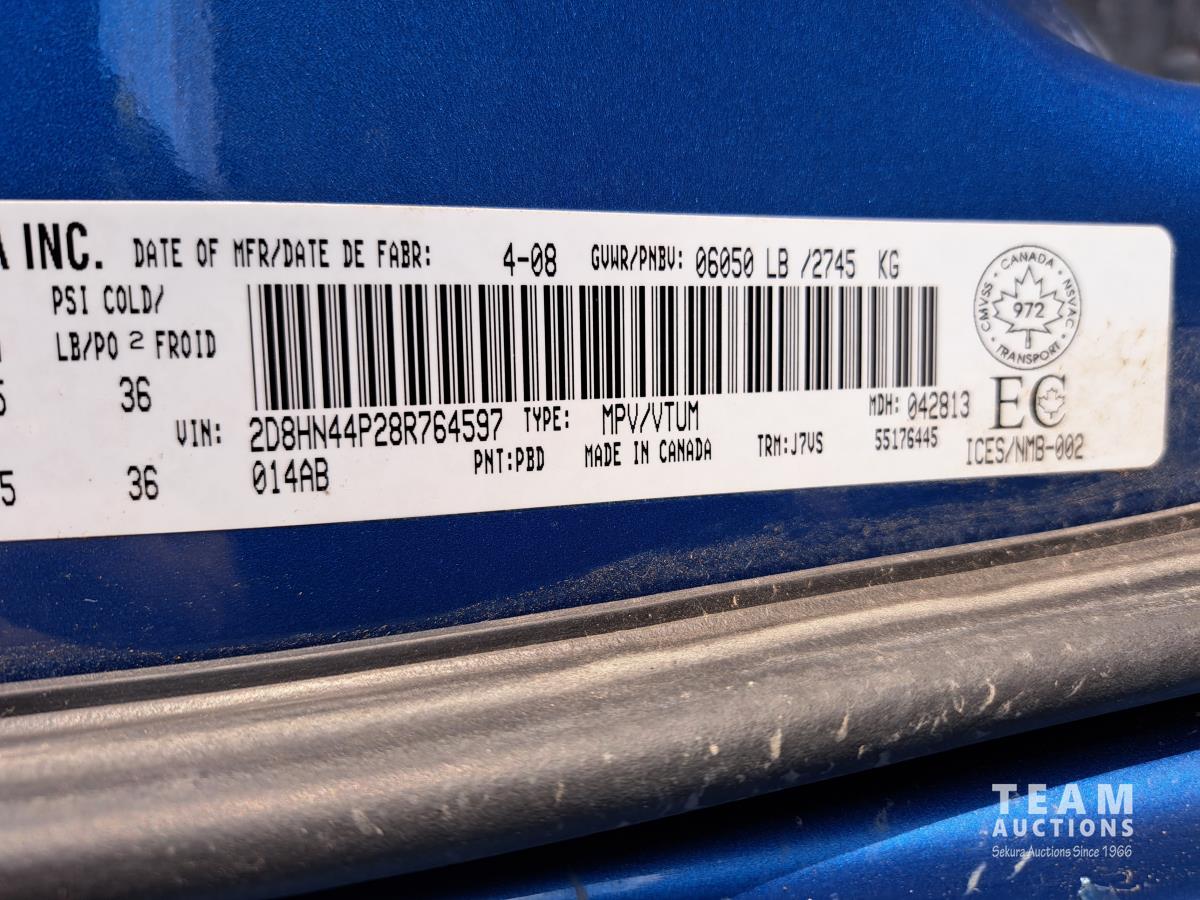 INC. DATE OF MFR/DATE DE FABR: 4-08 GVWR/PNBV: 06050 LB /2745 KG
PSI COLD/
LB/PO 2 FROID
5 36
VIN: 2D8HN44P28R764597 TYPE: MPV/VTUM MDH: 042813
PNT:PBD MADE IN CANADA TRM:J7VS 55176445
5 36 014AB
CANADA
CMVSS 972 NSVAC
TRANSPORT
EC
ICES/NMB-002
TEAM
AUCTIONS
Sekura Auctions Since 1966